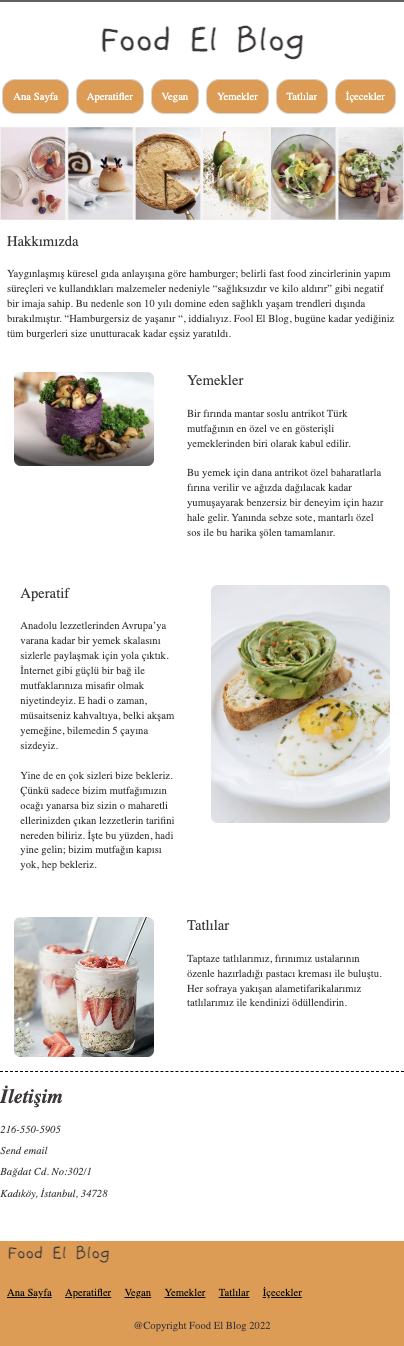 Food El Blog
Ana Sayfa Aperatifler Vegan Yemekler Tatlılar İçecekler
Hakkımızda
Yaygınlaşmış küresel gıda anlayışına göre hamburger; belirli fast food zincirlerinin yapım
süreçleri ve kullandıkları malzemeler nedeniyle “sağlıksızdır ve kilo aldırır” gibi negatif
bir imaja sahip. Bu nedenle son 10 yılı domine eden sağlıklı yaşam trendleri dışında
bırakılmıştır. “Hamburgersiz de yaşanır “, iddialıyız. Fool El Blog, bugüne kadar yediğiniz
tüm burgerleri size unutturacak kadar eşsiz yaratıldı.
Yemekler
Bir fırında mantar soslu antrikot Türk
mutfağının en özel ve en gösterişli
yemeklerinden biri olarak kabul edilir.
Bu yemek için dana antrikot özel baharatlarla
fırına verilir ve ağızda dağılacak kadar
yumuşayarak benzersiz bir deneyim için hazır
hale gelir. Yanında sebze sote, mantarlı özel
sos ile bu harika şölen tamamlanır.
Aperatif
Anadolu lezzetlerinden Avrupa’ya
varana kadar bir yemek skalasını
sizlerle paylaşmak için yola çıktık.
İnternet gibi güçlü bir bağ ile
mutfaklarınıza misafir olmak
niyetindeyiz. E hadi o zaman,
müsaitseniz kahvaltıya, belki akşam
yemeğine, bilemedin 5 çayına
sizdeyiz.
Yine de en çok sizleri bize bekleriz.
Çünkü sadece bizim mutfağımızın
ocağı yanarsa biz sizin o maharetli
ellerinizden çıkan lezzetlerin tarifini
nereden biliriz. İşte bu yüzden, hadi
yine gelin; bizim mutfağın kapısı
yok, hep bekleriz.
Tatlılar
Taptaze tatlılarımız, fırınımız ustalarının
özenle hazırladığı pastacı kreması ile buluştu.
Her sofraya yakışan alametifarikalarımız
tatlılarımız ile kendinizi ödüllendirin.
İletişim
216-550-5905
Send email
Bağdat Cd. No:302/1
Kadıköy, İstanbul, 34728
Food El Blog
Ana Sayfa Aperatifler Vegan Yemekler Tatlılar İçecekler
@Copyright Food El Blog 2022